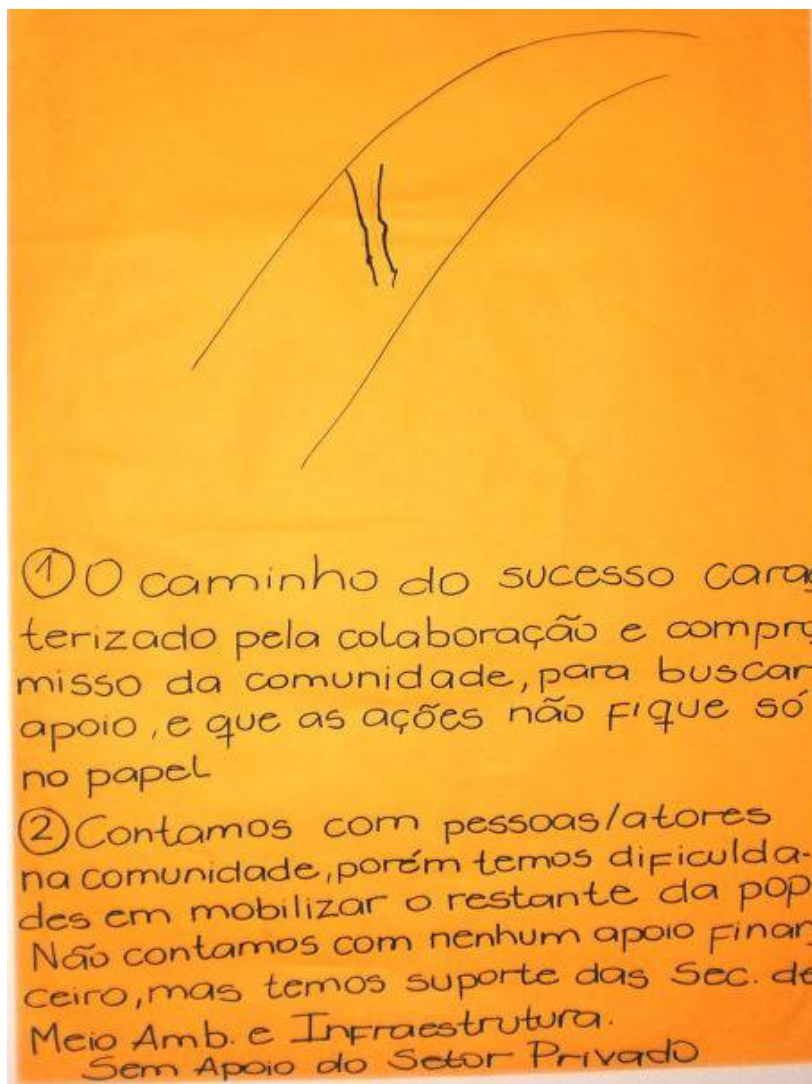 ① O caminho do sucesso carac
terizado pela colaboração e compro
misso da comunidade, para buscar
apoio, e que as ações não fique só
no papel
② Contamos com pessoas/atores
na comunidade, porém temos dificulda-
des em mobilizar o restante da pop
Não contamos com nenhum apoio finan
ceiro, mas temos suporte das Sec. de
Meio Amb. e Infraestrutura.
Sem Apoio do Setor Privado